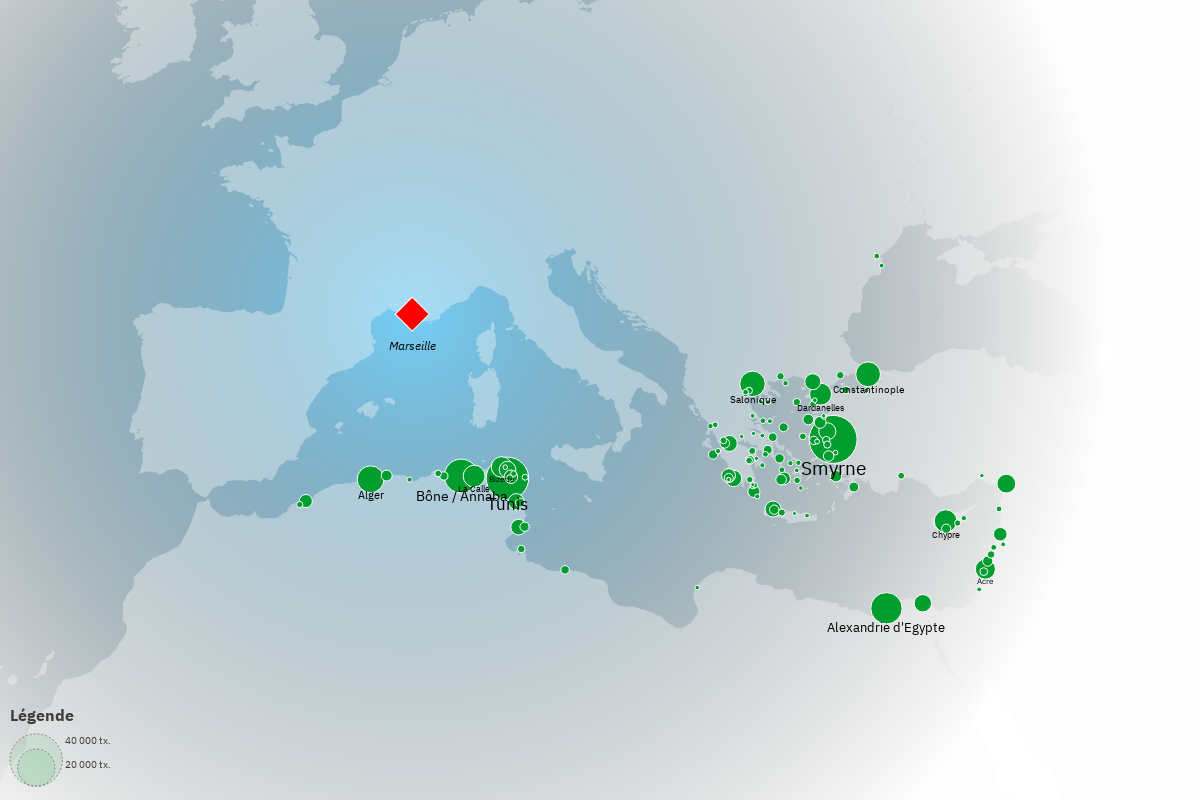 Marseille
Constantinople
Salonique
Dardanelles
Smyrne
La Calle
Alger
Bône / Annaba
Tunis
Chypre
Acre
Alexandrie d'Egypte
Légende
40 000 tx.
20 000 tx.